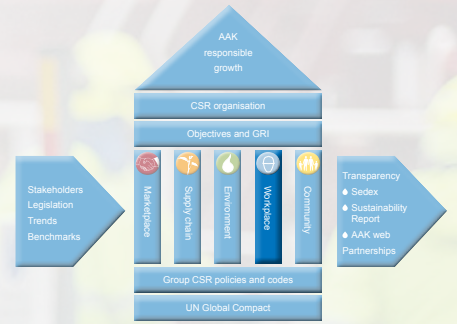 AAK
responsible
growth
CSR organisation
Objectives and GRI
Stakeholders
Legislation
Trends
Benchmarks
Marketplace
Supply chain
Environment
Workplace
Community
Transparency
Sedex
Sustainability
Report
AAK web
Partnerships
Group CSR policies and codes
UN Global Compact